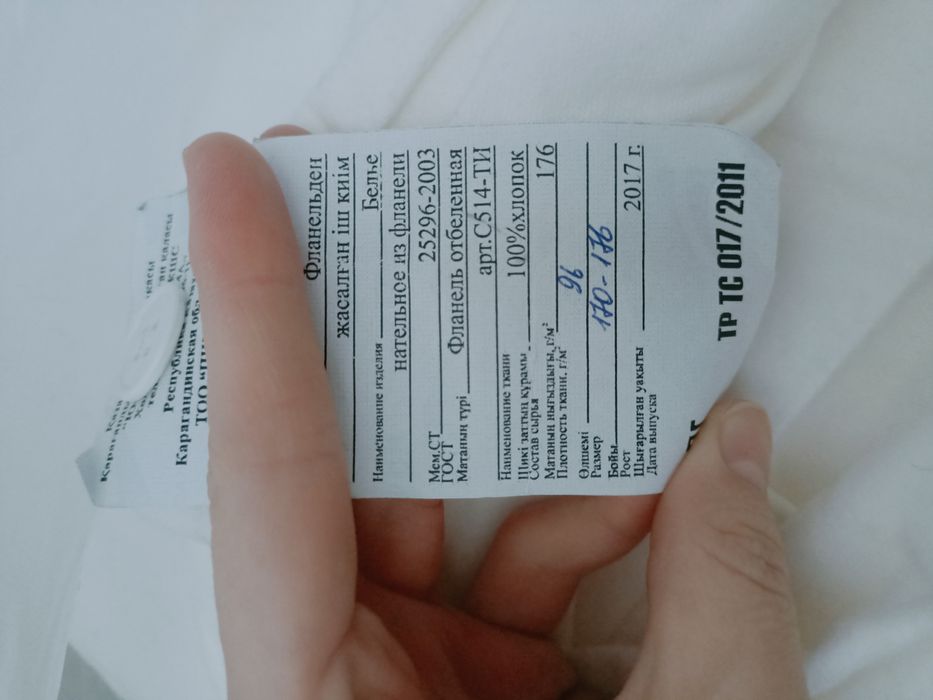 Республика
Карагандинская обл
ТОО
Фланельден
жасалған іш киім
Наименование изделия Белье
нательное из фланели
Мем.СТ
ГОСТ 25296-2003
Матаның түрі Фланель отбеленная
арт.С514-ТИ
Наименование ткани
Шикі заттың құрамы
Состав сырья 100%хлопок
Матаның нығыздығы, г/м²
Плотность ткани, г/м² 176
Өлшемі
Размер 96
Бойы
Рост 170-176
Шығарылған уақыты
Дата выпуска 2017 г.
ТР ТС 017/2011